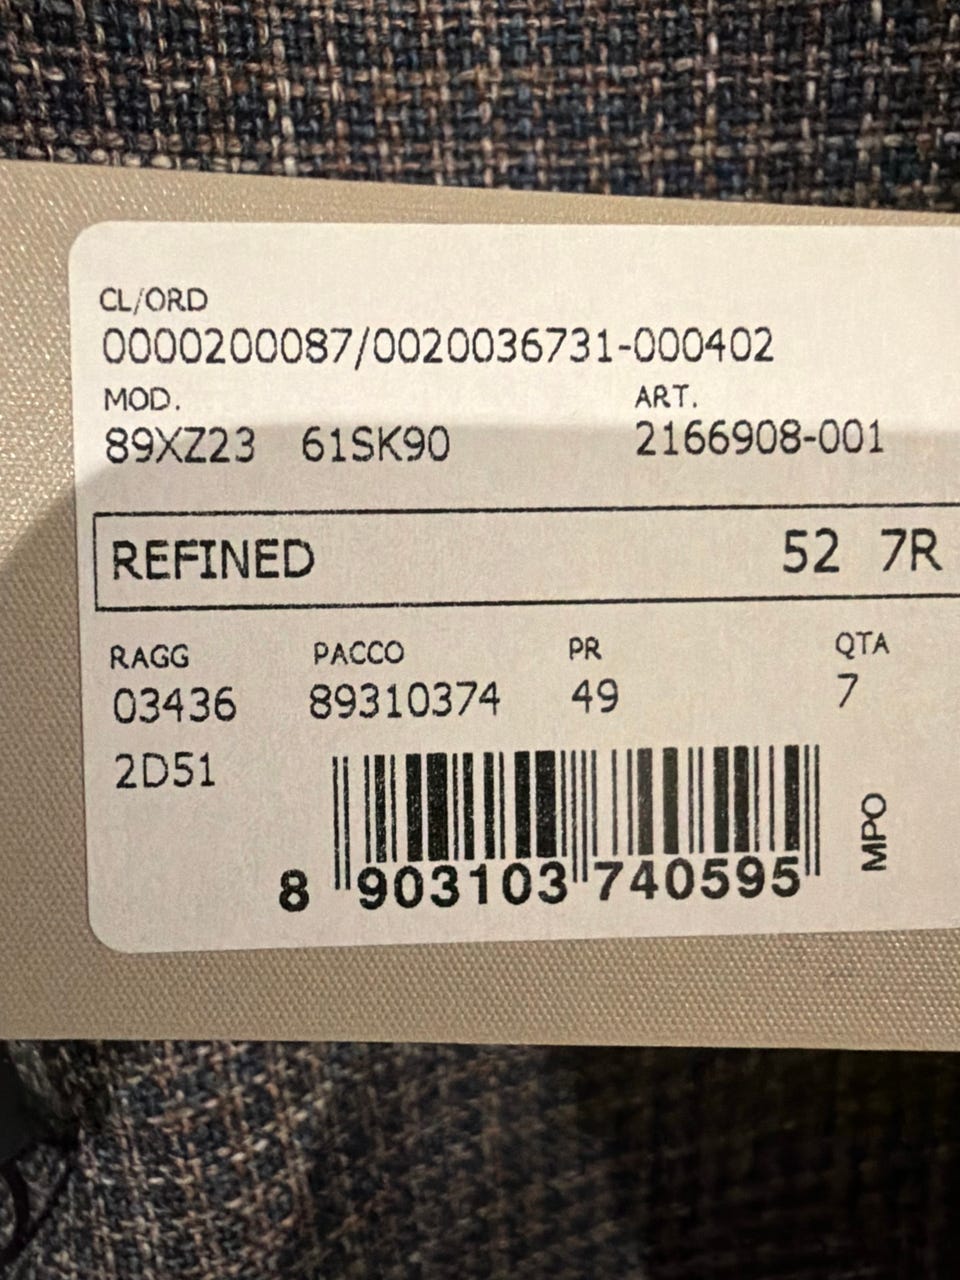 CL/ORD
0000200087/0020036731-000402
MOD. ART.
89XZ23 61SK90 2166908-001
REFINED 52 7R
RAGG PACCO PR QTA
03436 89310374 49 7
2D51
MPO
8 903103 740595